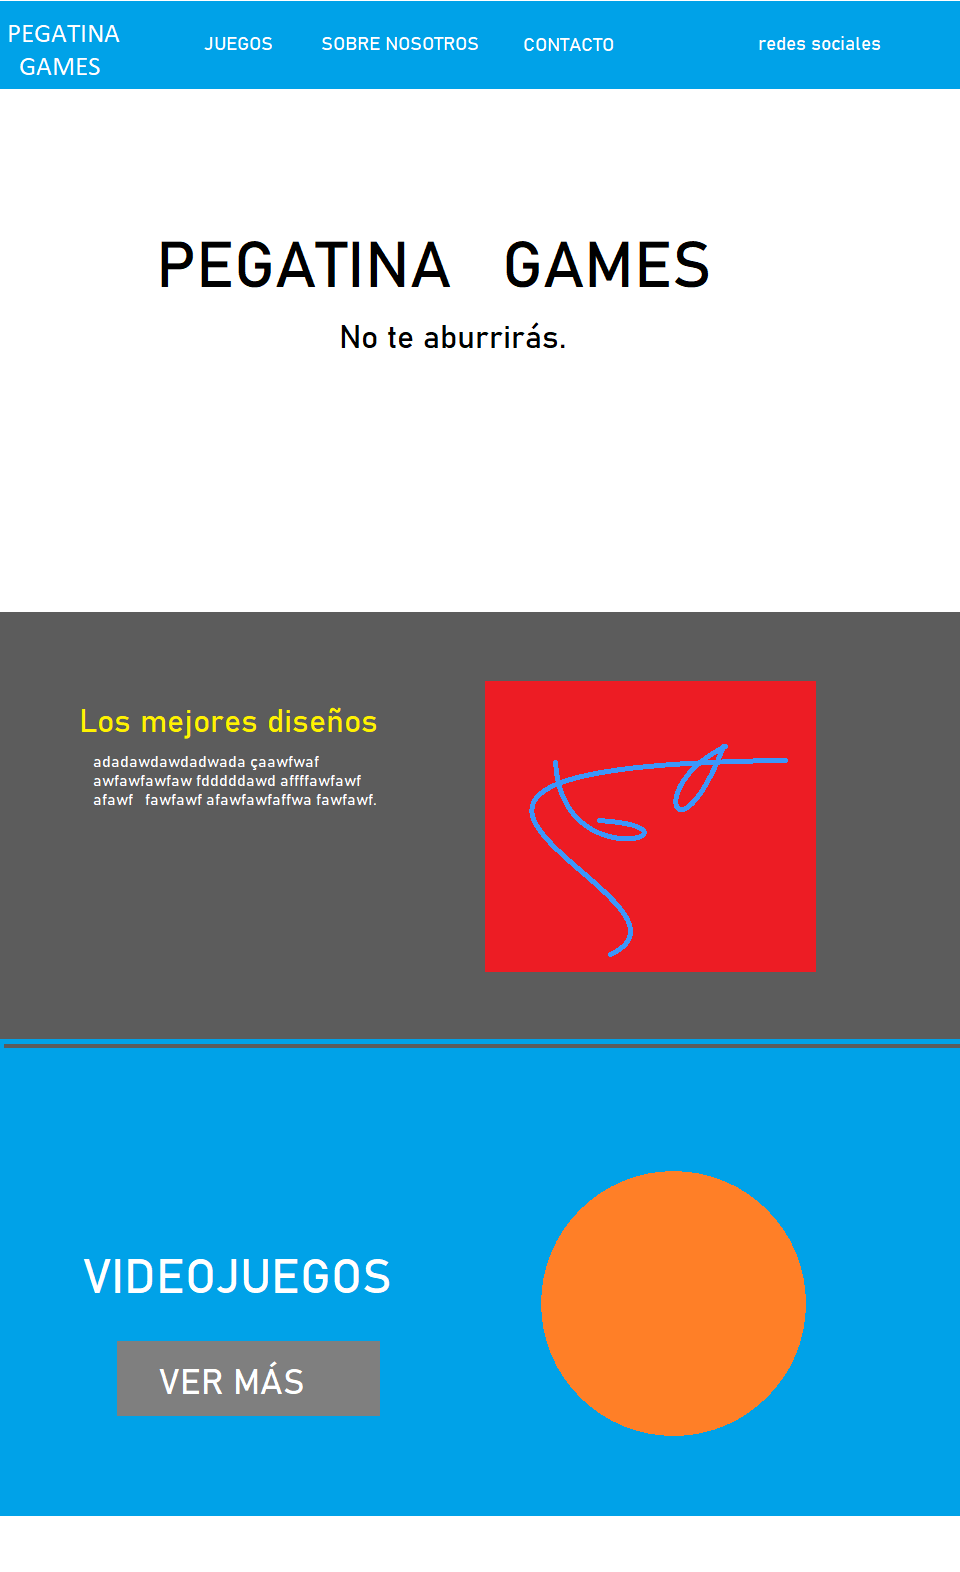 PEGATINA
GAMES
JUEGOS
SOBRE NOSOTROS
CONTACTO
redes sociales
PEGATINA GAMES
No te aburrirás.
Los mejores diseños
adadawdawdadwada çaawfwaf
awfawfawfaw fdddddawd affffawfawf
afawf fawfawf afawfawfaffwa fawfawf.
VIDEOJUEGOS
VER MÁS